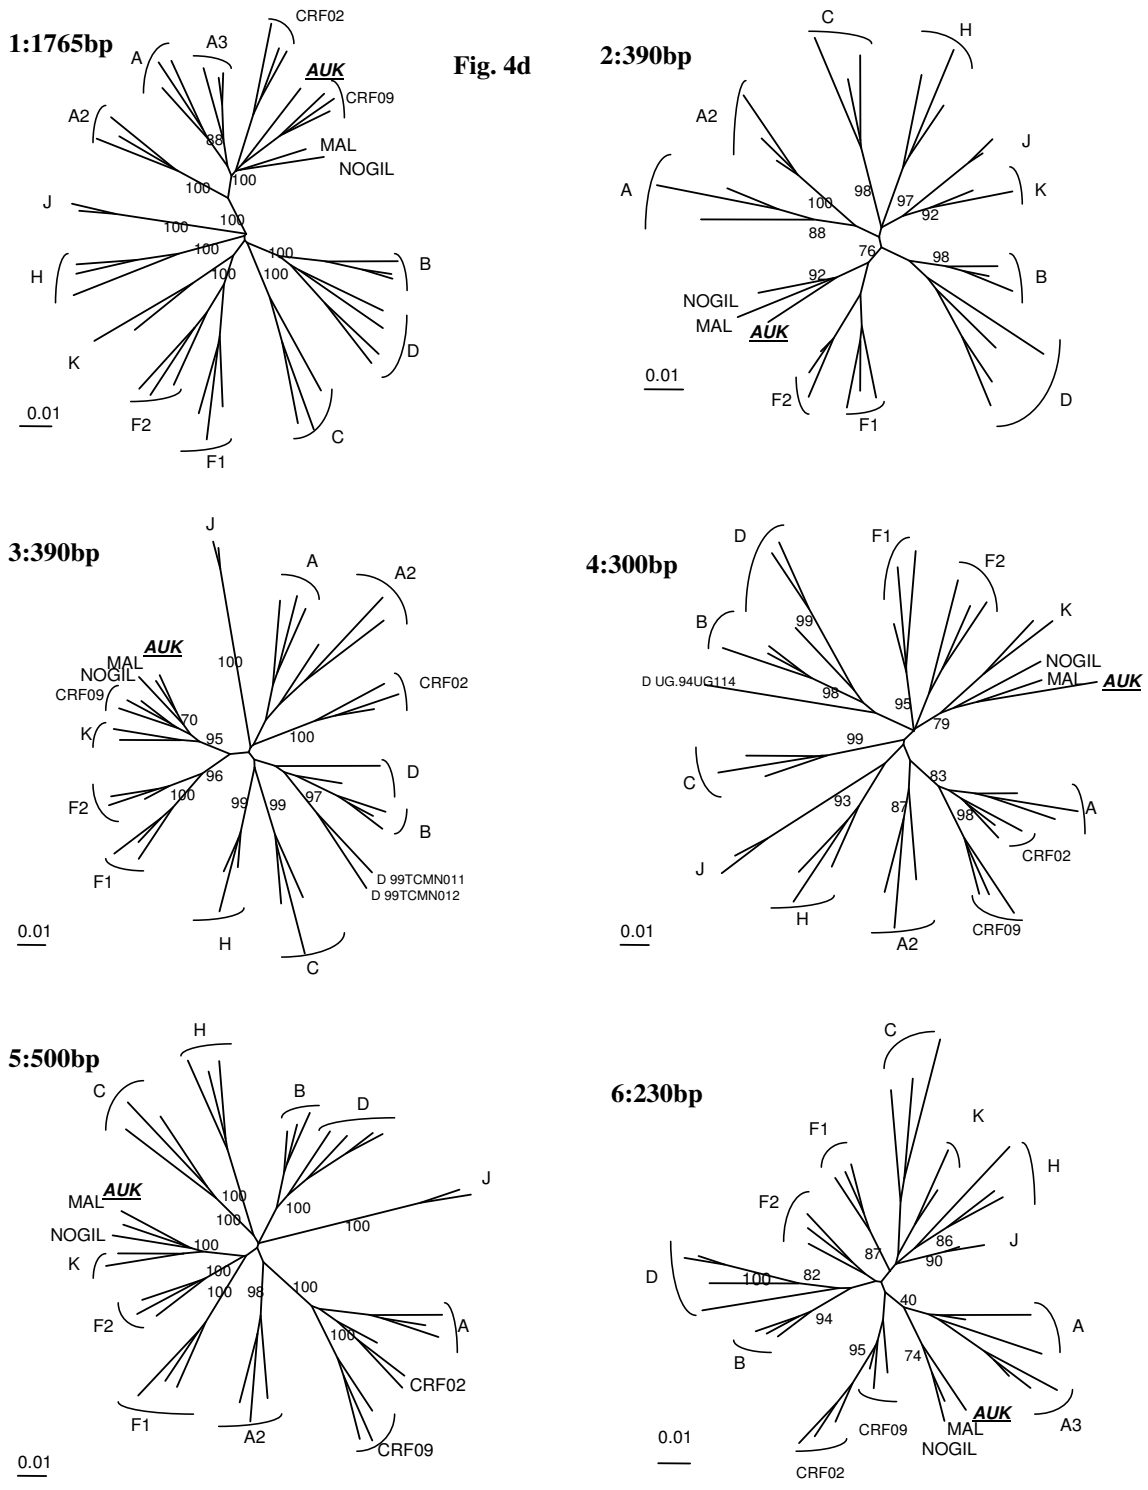 1:1765bp
Fig. 4d
CRF02
A3
A
AUK
CRF09
A2
88
MAL
NOGIL
100
100
J
100
100
100
100
100
100
B
H
D
K
0.01
F2
C
F1
2:390bp
C
H
A2
J
A
98
97
K
100
92
88
76
98
92
B
NOGIL
MAL
AUK
0.01
F2
D
F1
3:390bp
J
A
A2
AUK
MAL
NOGIL
100
CRF09
CRF02
70
K
95
100
96
D
100
99
99
97
F2
B
F1
D 99TCMN011
D 99TCMN012
0.01
H
C
4:300bp
D
F1
F2
B
99
K
NOGIL
D UG.94UG114
98
MAL
AUK
95
79
99
C
83
93
87
98
A
CRF02
J
H
0.01
CRF09
A2
5:500bp
H
C
B
D
J
MAL
AUK
100
100
100
100
NOGIL
100
K
100
100
98
100
F2
100
A
CRF02
F1
A2
CRF09
0.01
6:230bp
C
K
F1
H
F2
87
86
J
90
D
100
82
40
94
A
B
95
74
AUK
CRF09
MAL
A3
0.01
NOGIL
CRF02